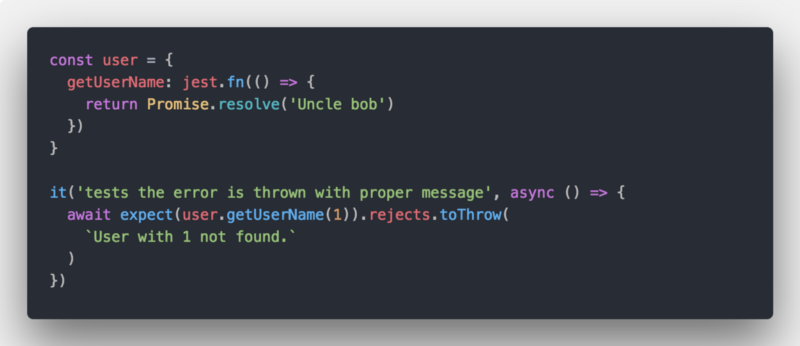 const user = {
  getUserName: jest.fn(() => {
    return Promise.resolve('Uncle bob')
  })
}

it('tests the error is thrown with proper message', async () => {
  await expect(user.getUserName(1)).rejects.toThrow(
    `User with 1 not found.`
  )
})